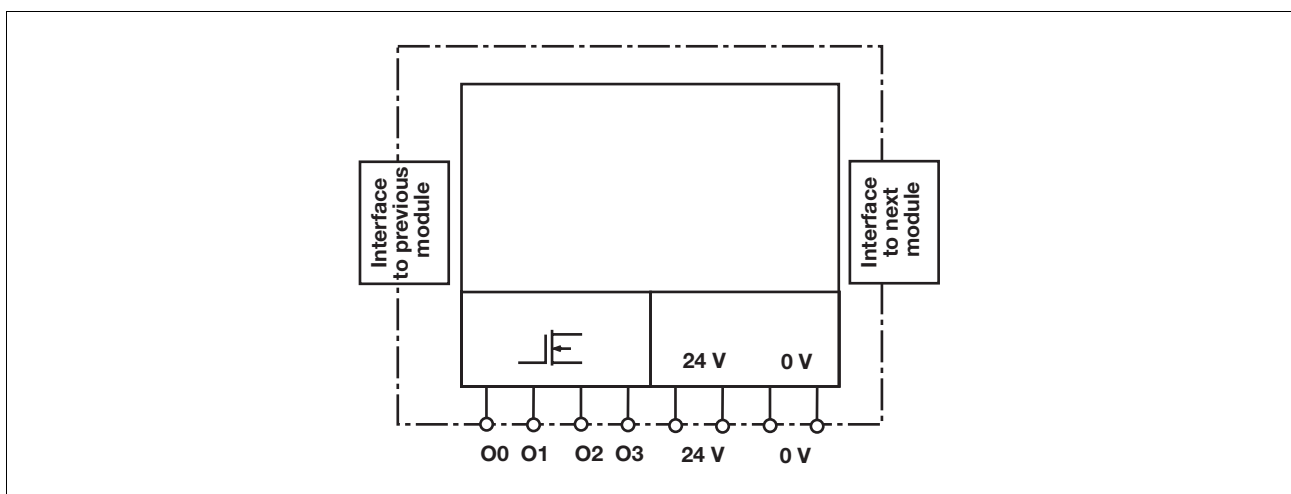 Interface
to previous
module
Interface
to next
module
24 V 0 V
O0 O1 O2 O3 24 V 0 V